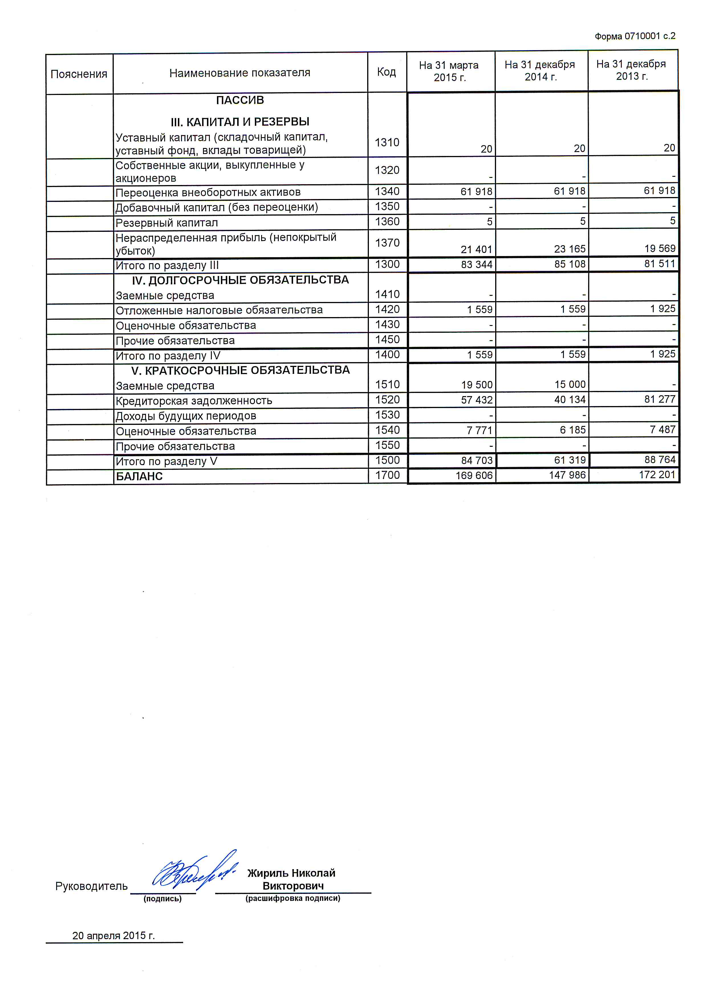 Форма 0710001 с.2
Пояснения Наименование показателя Код На 31 марта 2015 г. На 31 декабря 2014 г. На 31 декабря 2013 г.
ПАССИВ
III. КАПИТАЛ И РЕЗЕРВЫ
Уставный капитал (складочный капитал,
уставный фонд, вклады товарищей) 1310 20 20 20
Собственные акции, выкупленные у
акционеров 1320 - - -
Переоценка внеоборотных активов 1340 61 918 61 918 61 918
Добавочный капитал (без переоценки) 1350 - - -
Резервный капитал 1360 5 5 5
Нераспределенная прибыль (непокрытый
убыток) 1370 21 401 23 165 19 569
Итого по разделу III 1300 83 344 85 108 81 511
IV. ДОЛГОСРОЧНЫЕ ОБЯЗАТЕЛЬСТВА
Заемные средства 1410 - - -
Отложенные налоговые обязательства 1420 1 559 1 559 1 925
Оценочные обязательства 1430 - - -
Прочие обязательства 1450 - - -
Итого по разделу IV 1400 1 559 1 559 1 925
V. КРАТКОСРОЧНЫЕ ОБЯЗАТЕЛЬСТВА
Заемные средства 1510 19 500 15 000 -
Кредиторская задолженность 1520 57 432 40 134 81 277
Доходы будущих периодов 1530 - - -
Оценочные обязательства 1540 7 771 6 185 7 487
Прочие обязательства 1550 - - -
Итого по разделу V 1500 84 703 61 319 88 764
БАЛАНС 1700 169 606 147 986 172 201
Жириль Николай
Руководитель Викторович
(подпись) (расшифровка подписи)
20 апреля 2015 г.